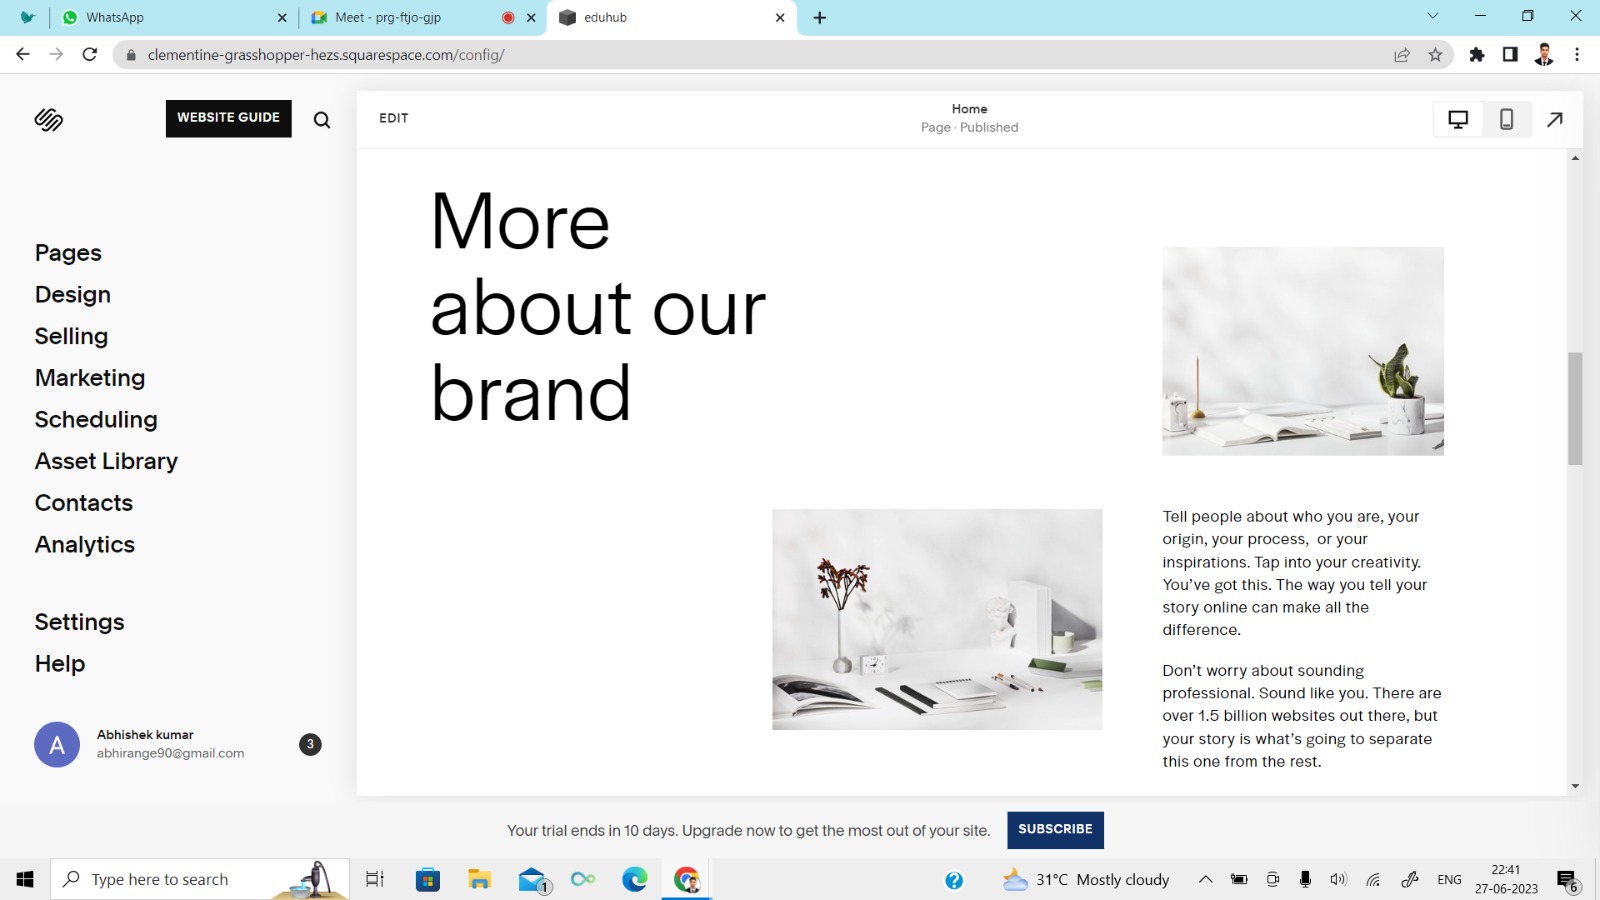 WhatsApp
Meet - prg-ftjo-gjp
eduhub
clementine-grasshopper-hezs.squarespace.com/config/
WEBSITE GUIDE
EDIT
Home
Page · Published
Pages
Design
Selling
Marketing
Scheduling
Asset Library
Contacts
Analytics
Settings
Help
A
Abhishek kumar
abhirange90@gmail.com
3
More
about our
brand
Tell people about who you are, your
origin, your process, or your
inspirations. Tap into your creativity.
You’ve got this. The way you tell your
story online can make all the
difference.
Don’t worry about sounding
professional. Sound like you. There are
over 1.5 billion websites out there, but
your story is what’s going to separate
this one from the rest.
Your trial ends in 10 days. Upgrade now to get the most out of your site.
SUBSCRIBE
Type here to search
1
31°C Mostly cloudy
ENG
22:41
27-06-2023
6